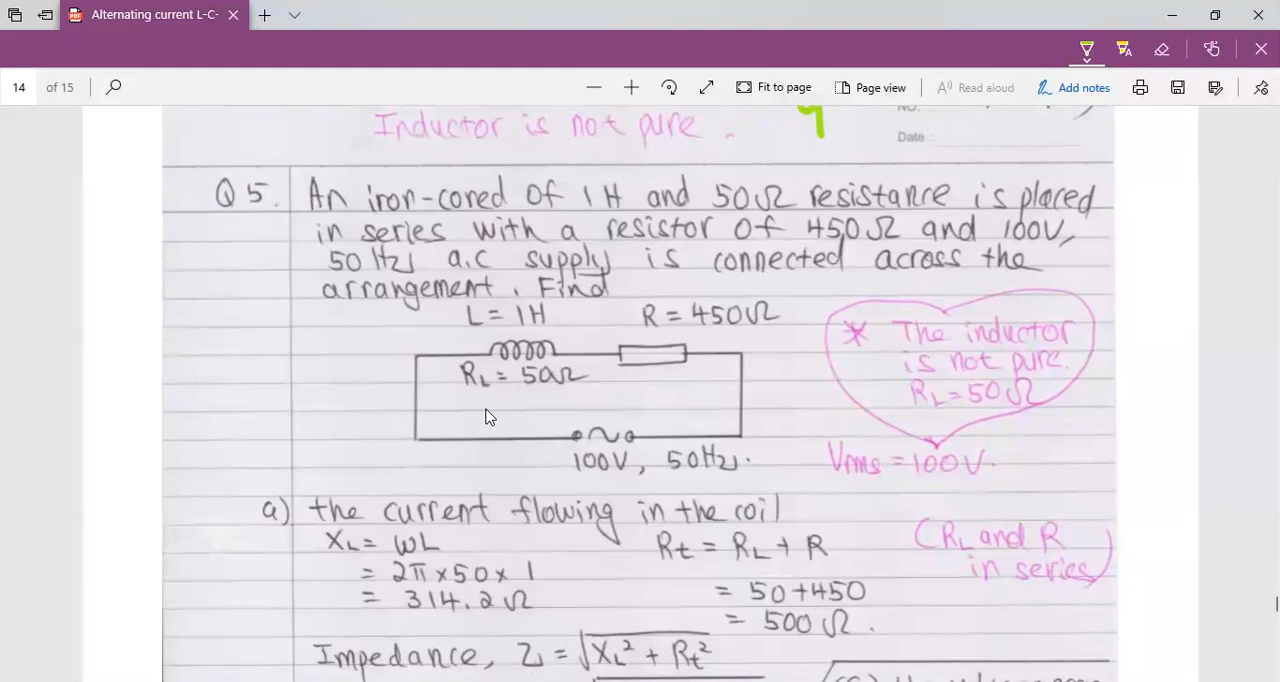 Alternating current L-C-
14 of 15
Fit to page
Page view
Read aloud
Add notes
Inductor is not pure.
NO.
Date
Q5. An iron-cored of 1H and 50Ω resistance is placed
in series with a resistor of 450Ω and 100V,
50Hz a.c supply is connected across the
arrangement. Find
L = 1H R = 450Ω
RL = 50Ω
100V, 50Hz.
* The inductor
is not pure.
RL = 50Ω
Vrms = 100V.
a) the current flowing in the coil
XL = ωL
= 2π × 50 × 1
= 314.2Ω
Rt = RL + R
= 50 + 450
= 500Ω.
(RL and R
in series)
Impedance, Z = √XL² + Rt²